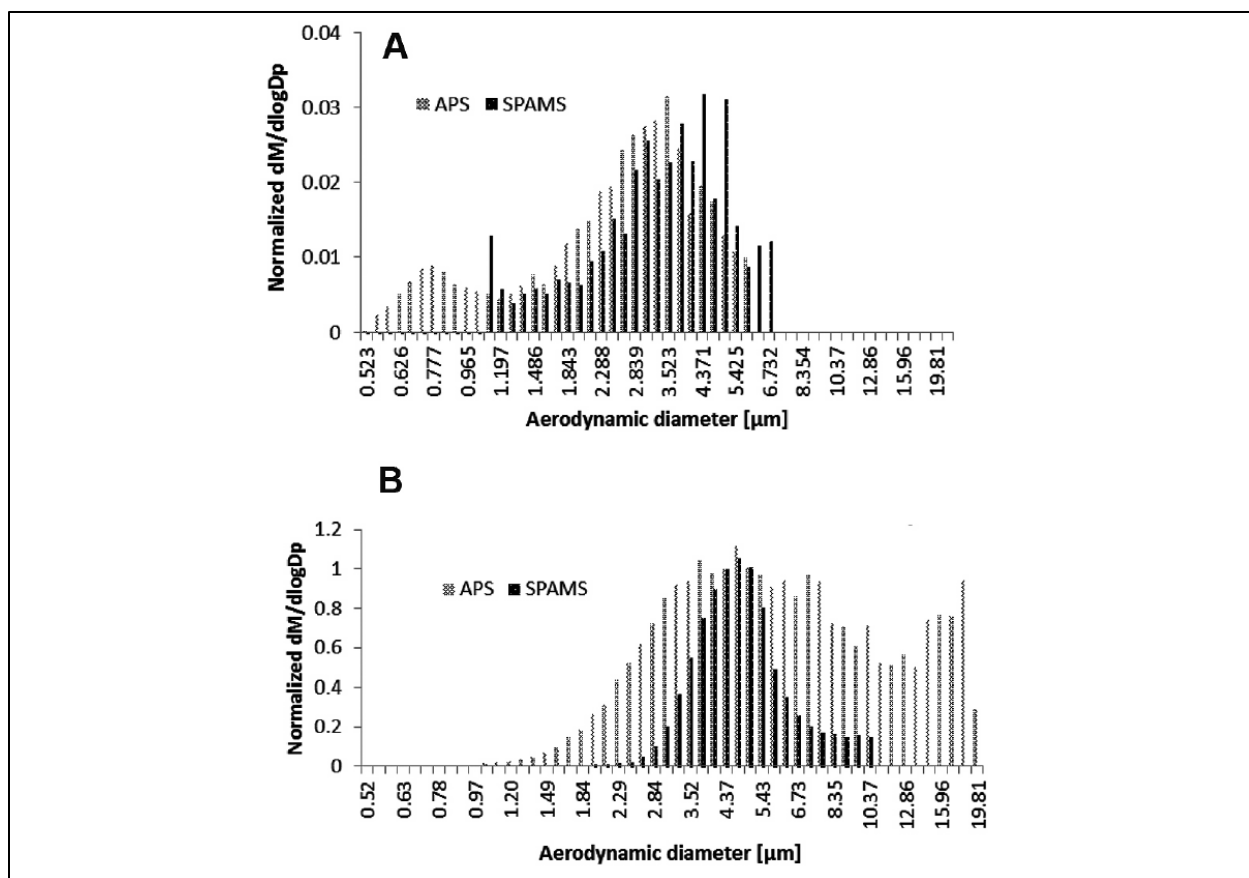 A
0.04
0.03
0.02
0.01
0
Normalized dM/dlogDp
APS SPAMS
0.523 0.626 0.777 0.965 1.197 1.486 1.843 2.288 2.839 3.523 4.371 5.425 6.732 8.354 10.37 12.86 15.96 19.81
Aerodynamic diameter [µm]
B
1.2
1
0.8
0.6
0.4
0.2
0
Normalized dM/dlogDp
APS SPAMS
0.52 0.63 0.78 0.97 1.20 1.49 1.84 2.29 2.84 3.52 4.37 5.43 6.73 8.35 10.37 12.86 15.96 19.81
Aerodynamic diameter [µm]